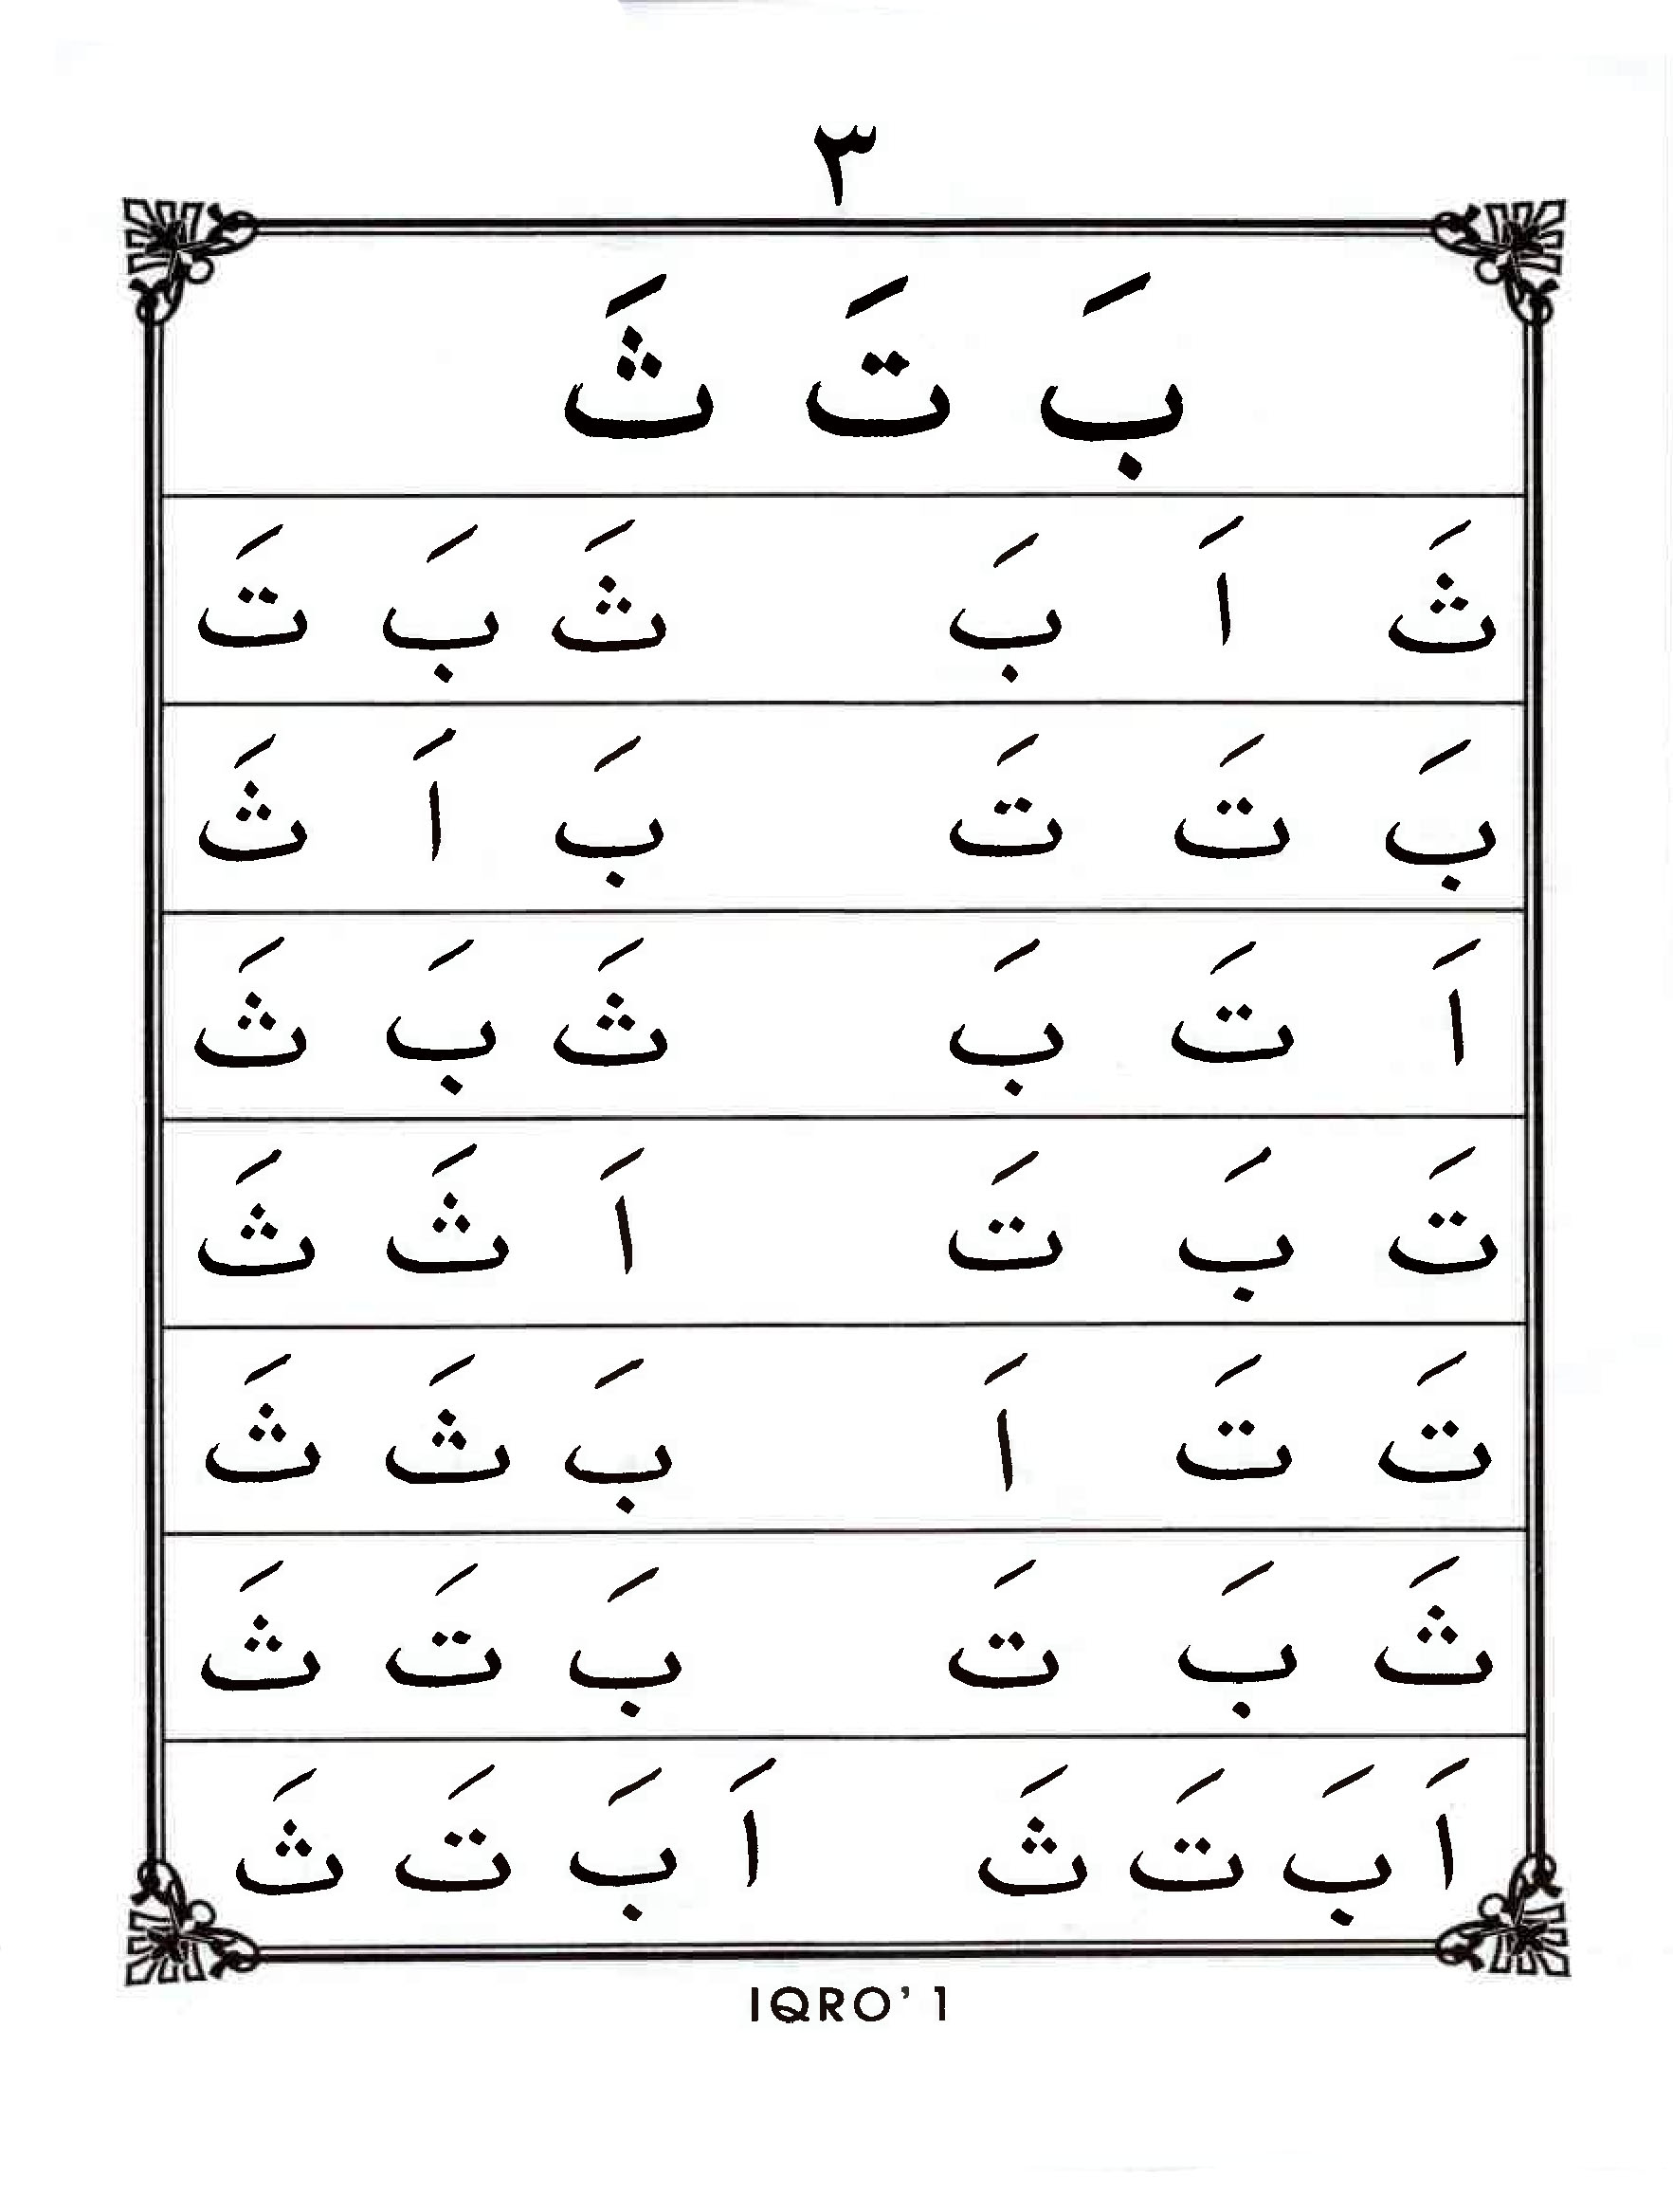 ٣
بَ تَ ثَ
ثَ اَ بَ ثَ بَ تَ
بَ تَ تَ بَ اَ ثَ
اَ تَ بَ ثَ بَ ثَ
تَ بَ تَ اَ ثَ ثَ
تَ تَ اَ بَ ثَ ثَ
ثَ بَ تَ بَ تَ ثَ
اَ بَ تَ ثَ اَ بَ تَ ثَ
IQRO' 1